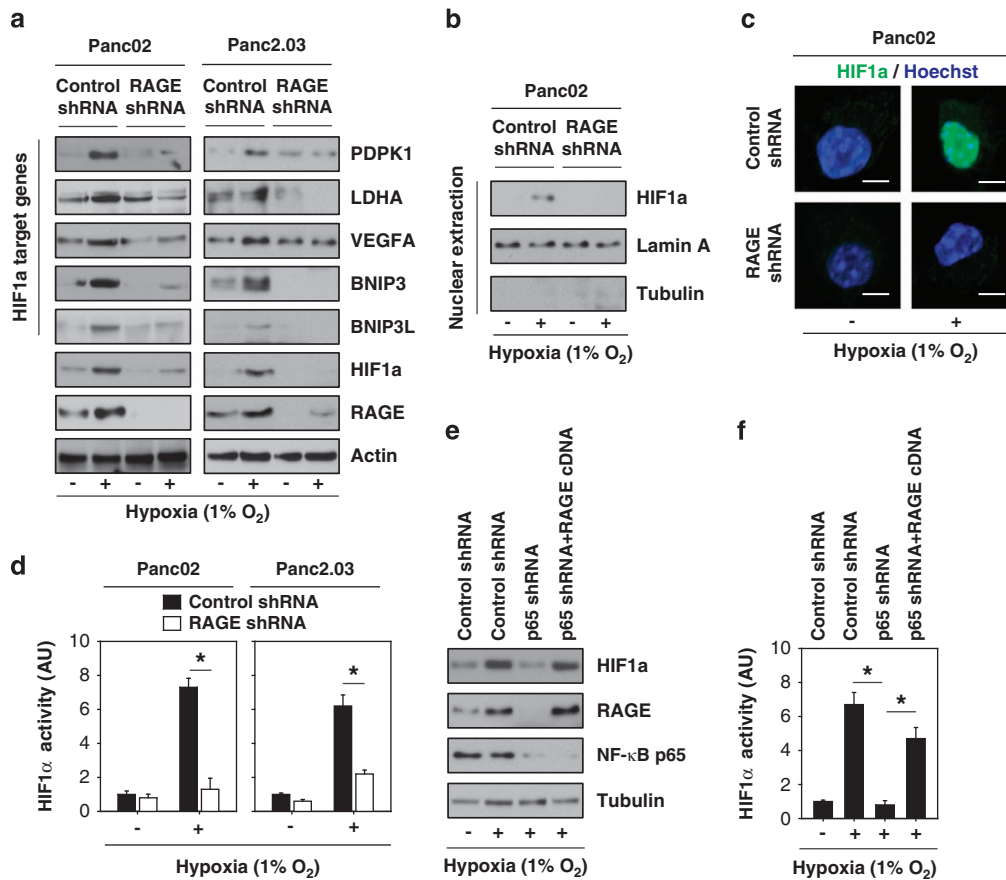 a
Panc02
Panc2.03
Control shRNA
RAGE shRNA
Control shRNA
RAGE shRNA
HIF1a target genes
PDPK1
LDHA
VEGFA
BNIP3
BNIP3L
HIF1a
RAGE
Actin
- + - +
- + - +
Hypoxia (1% O₂)
b
Panc02
Control shRNA
RAGE shRNA
Nuclear extraction
HIF1a
Lamin A
Tubulin
- + - +
Hypoxia (1% O₂)
c
Panc02
HIF1a / Hoechst
Control shRNA
RAGE shRNA
- +
Hypoxia (1% O₂)
d
Panc02
Panc2.03
Control shRNA
RAGE shRNA
HIF1α activity (AU)
10
8
6
4
2
0
*
*
- +
- +
Hypoxia (1% O₂)
e
Control shRNA
Control shRNA
p65 shRNA
p65 shRNA+RAGE cDNA
HIF1a
RAGE
NF-κB p65
Tubulin
- + + +
Hypoxia (1% O₂)
f
Control shRNA
Control shRNA
p65 shRNA
p65 shRNA+RAGE cDNA
HIF1α activity (AU)
10
8
6
4
2
0
*
*
- + + +
Hypoxia (1% O₂)